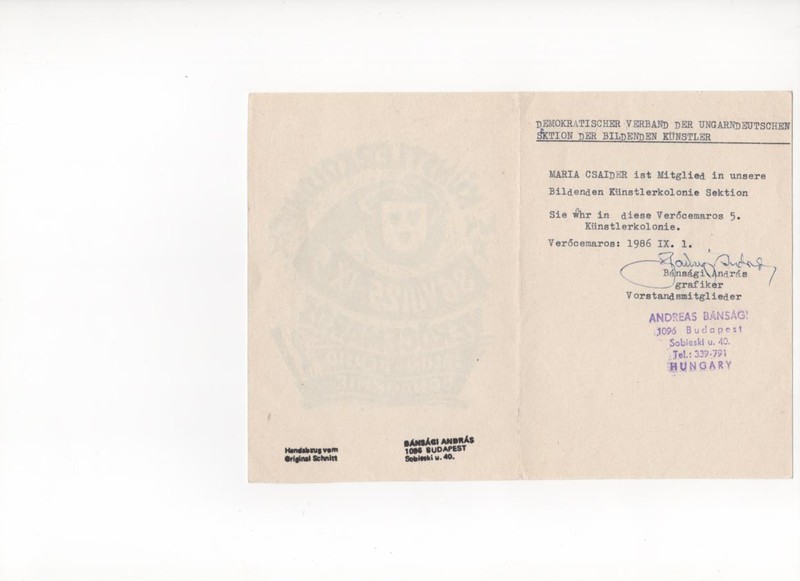 Handabzug vom
Original Schnitt
BÁNSÁGI ANDRÁS
1096 BUDAPEST
Sobieski u. 40.
DEMOKRATISCHER VERBAND DER UNGARNDEUTSCHEN
SKTION DER BILDENDEN KÜNSTLER
MARIA CSAIDER ist Mitglied in unsere
Bildenden Künstlerkolonie Sektion
Sie whr in diese Verőcemaros 5.
Künstlerkolonie.
Verőcemaros: 1986 IX. 1.
Bánsági András
grafiker
Vorstandsmitglieder
ANDREAS BÁNSÁGI
1096 Budapest
Sobieski u. 40.
Tel.: 339-791
HUNGARY